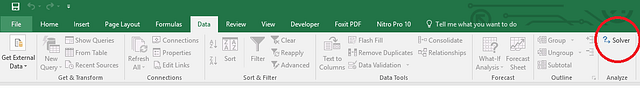 File Home Insert Page Layout Formulas Data Review View Developer Foxit PDF Nitro Pro 10 Tell me what you want to do
Get External Data
New Query
Show Queries
From Table
Recent Sources
Get & Transform
Refresh All
Connections
Properties
Edit Links
Connections
Sort
Filter
Clear
Reapply
Advanced
Sort & Filter
Text to Columns
Flash Fill
Remove Duplicates
Data Validation
Consolidate
Relationships
Data Tools
What-If Analysis
Forecast Sheet
Forecast
Group
Ungroup
Subtotal
Outline
Solver
Analyze